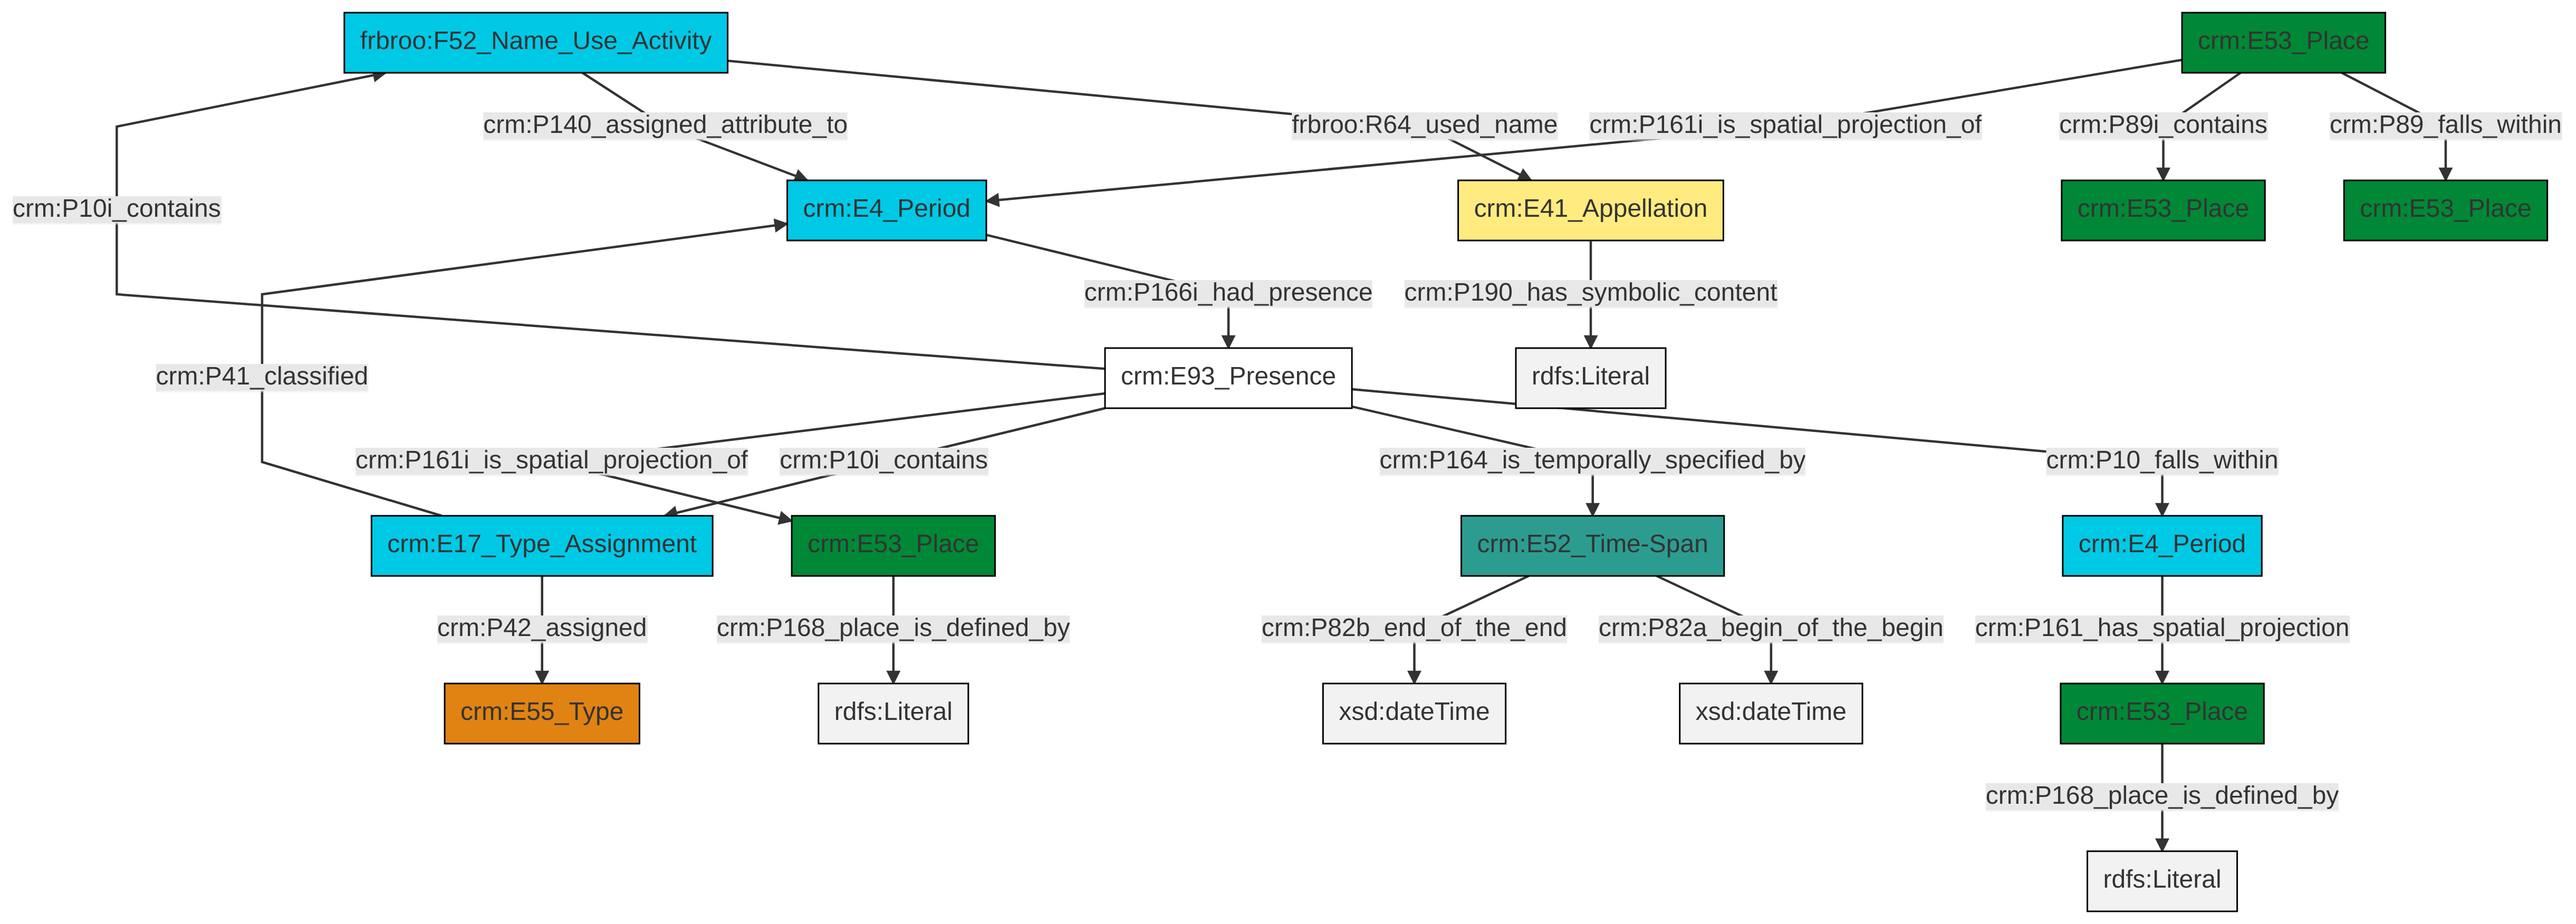 frbroo:F52_Name_Use_Activity
crm:E53_Place
crm:P140_assigned_attribute_to
frbroo:R64_used_name
crm:P161i_is_spatial_projection_of
crm:P89i_contains
crm:P89_falls_within
crm:P10i_contains
crm:E4_Period
crm:E41_Appellation
crm:E53_Place
crm:E53_Place
crm:P166i_had_presence
crm:P190_has_symbolic_content
crm:P41_classified
crm:E93_Presence
rdfs:Literal
crm:P161i_is_spatial_projection_of
crm:P10i_contains
crm:P164_is_temporally_specified_by
crm:P10_falls_within
crm:E17_Type_Assignment
crm:E53_Place
crm:E52_Time-Span
crm:E4_Period
crm:P42_assigned
crm:P168_place_is_defined_by
crm:P82b_end_of_the_end
crm:P82a_begin_of_the_begin
crm:P161_has_spatial_projection
crm:E55_Type
rdfs:Literal
xsd:dateTime
xsd:dateTime
crm:E53_Place
crm:P168_place_is_defined_by
rdfs:Literal